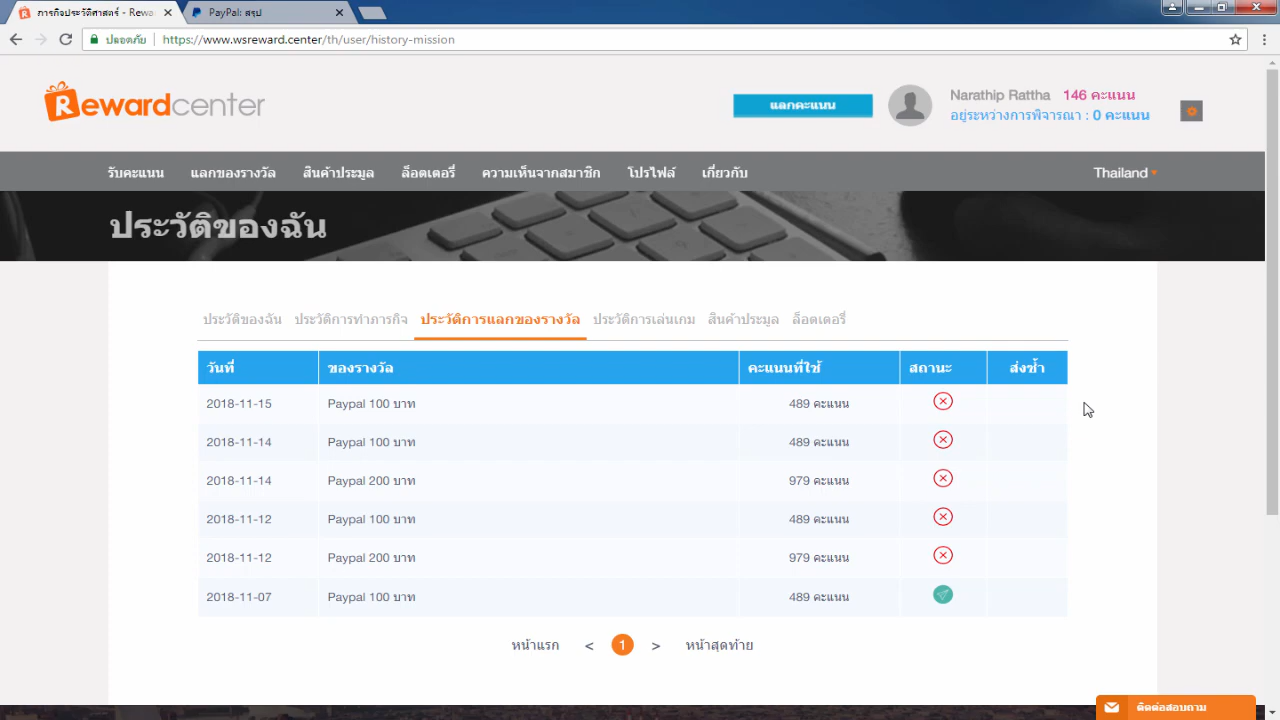 ภารกิจประวัติศาสตร์ - Rewa
PayPal: สรุป
ปลอดภัย
https://www.wsreward.center/th/user/history-mission
Rewardcenter
แลกคะแนน
Narathip Rattha 146 คะแนน
อยู่ระหว่างการพิจารณา : 0 คะแนน
รับคะแนน แลกของรางวัล สินค้าประมูล ล็อตเตอรี่ ความเห็นจากสมาชิก โปรไฟล์ เกี่ยวกับ Thailand
ประวัติของฉัน
ประวัติของฉัน ประวัติการทำภารกิจ ประวัติการแลกของรางวัล ประวัติการเล่นเกม สินค้าประมูล ล็อตเตอรี่
วันที่ ของรางวัล คะแนนที่ใช้ สถานะ ส่งซ้ำ
2018-11-15 Paypal 100 บาท 489 คะแนน
2018-11-14 Paypal 100 บาท 489 คะแนน
2018-11-14 Paypal 200 บาท 979 คะแนน
2018-11-12 Paypal 100 บาท 489 คะแนน
2018-11-12 Paypal 200 บาท 979 คะแนน
2018-11-07 Paypal 100 บาท 489 คะแนน
หน้าแรก < 1 > หน้าสุดท้าย
ติดต่อสอบถาม